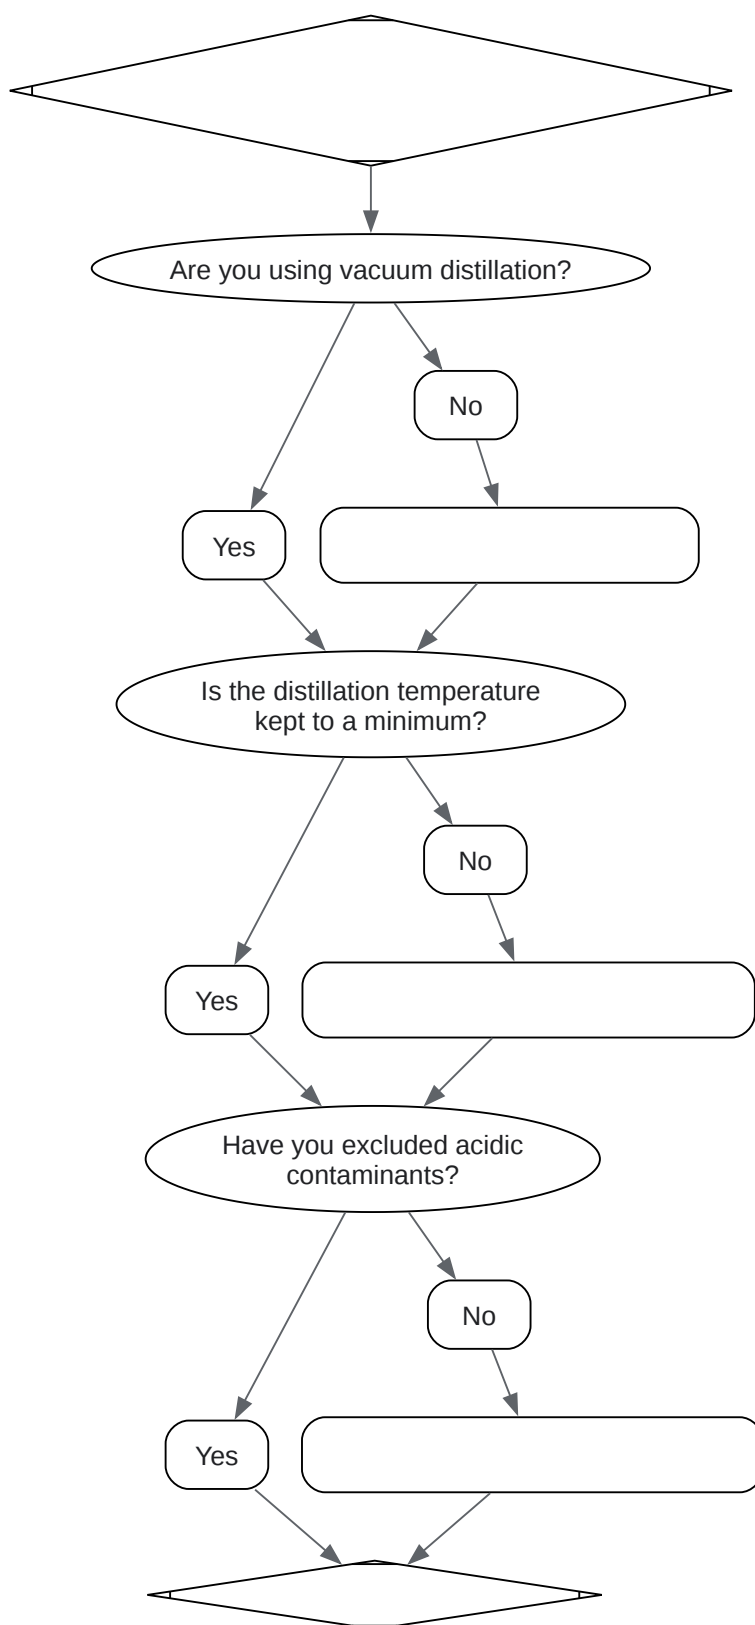 Are you using vacuum distillation?
No
Yes
Is the distillation temperature
kept to a minimum?
No
Yes
Have you excluded acidic
contaminants?
No
Yes